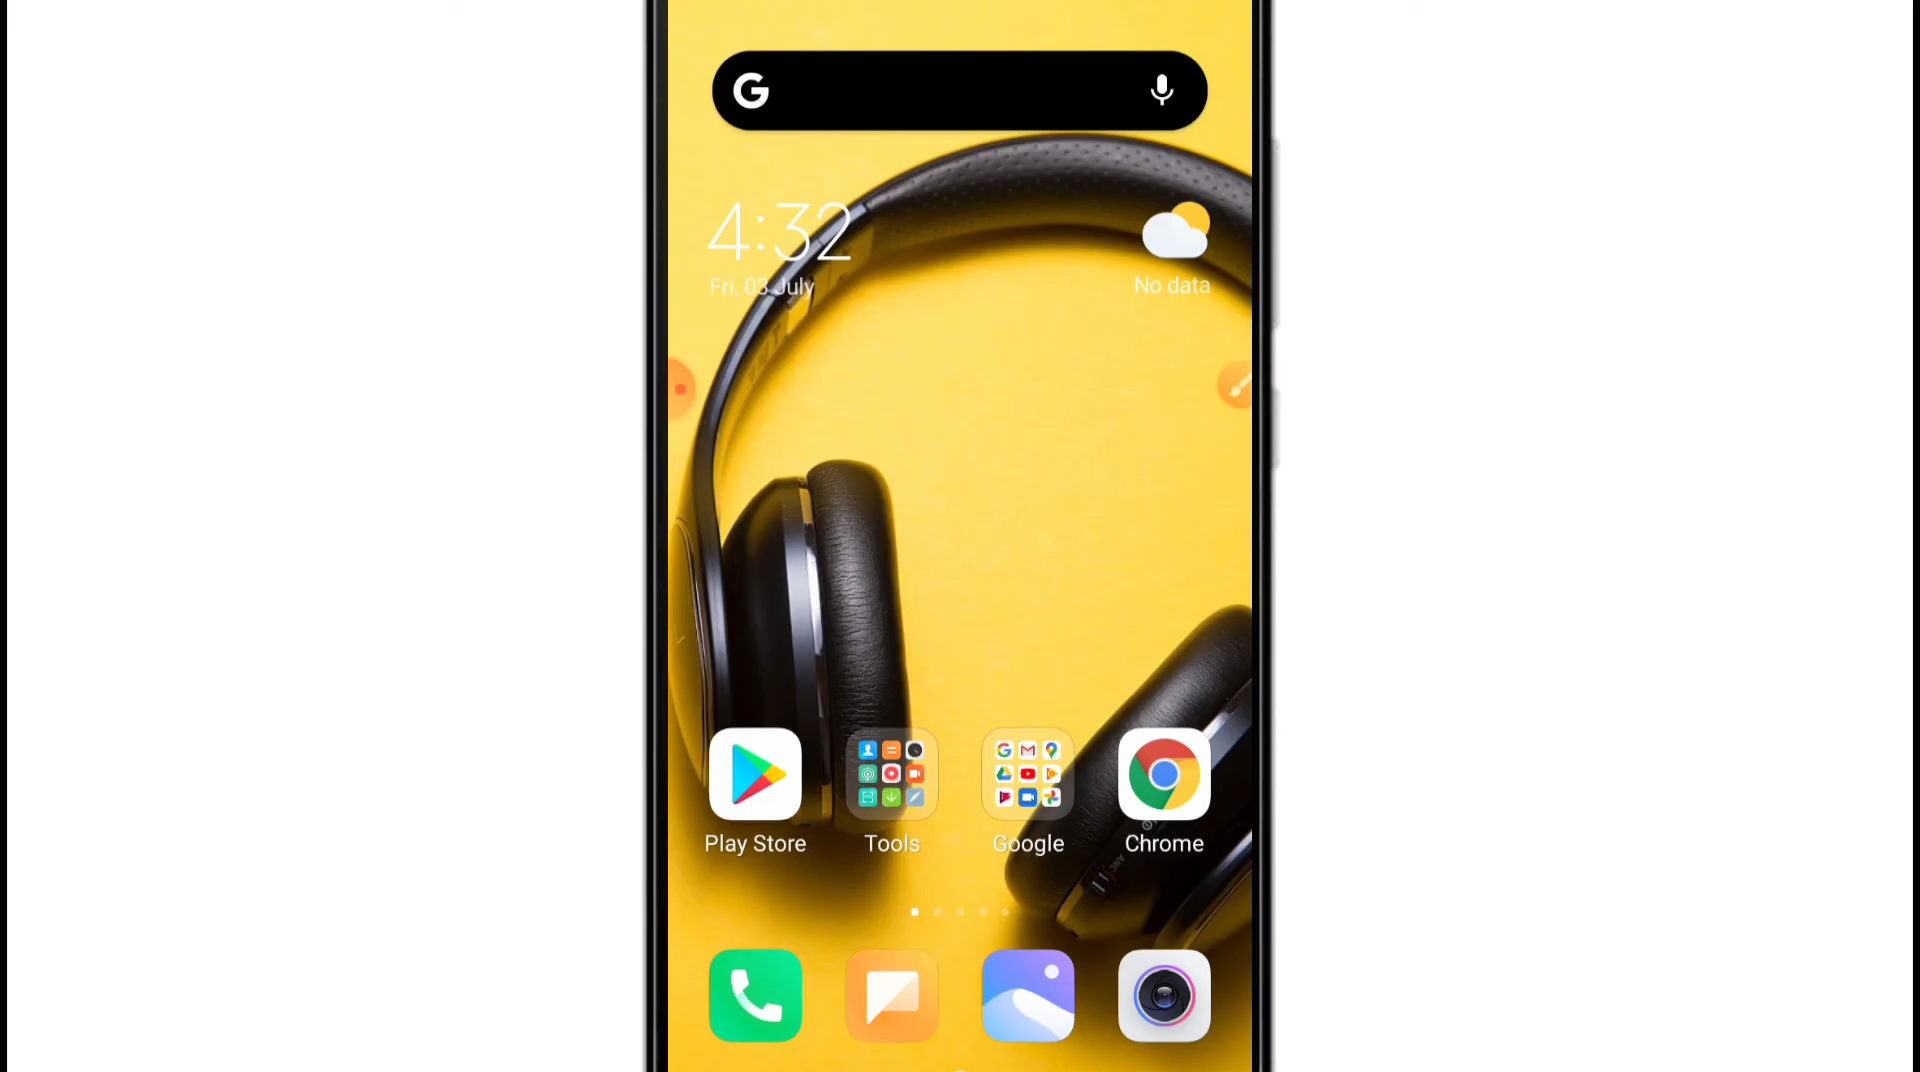 4:32
Fri, 03 July
No data
Play Store
Tools
Google
Chrome